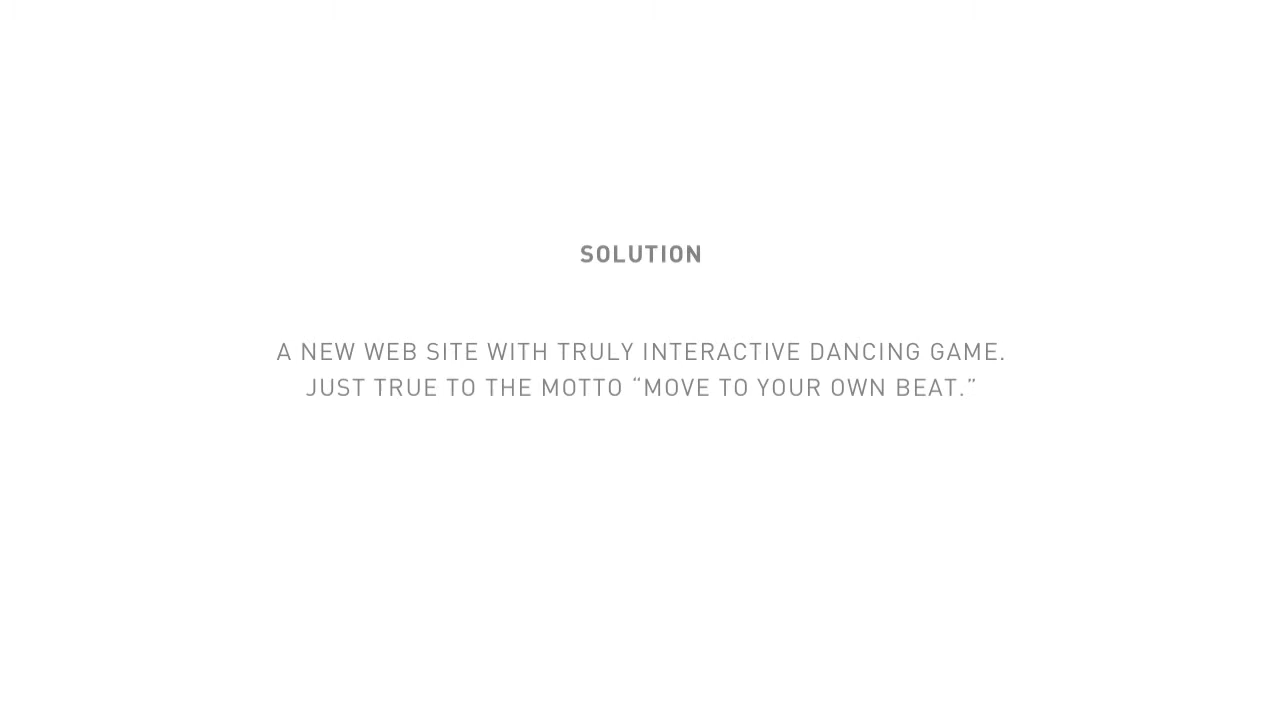 SOLUTION
A NEW WEB SITE WITH TRULY INTERACTIVE DANCING GAME.
JUST TRUE TO THE MOTTO “MOVE TO YOUR OWN BEAT.”